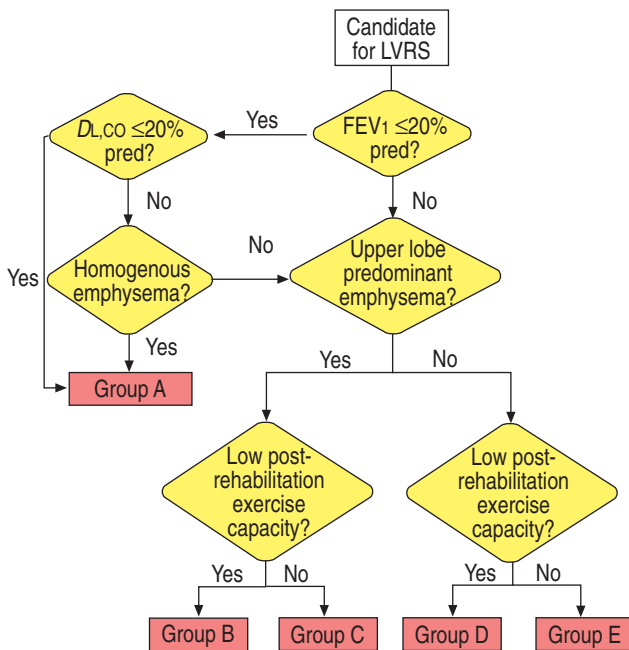 Candidate
for LVRS
DL,CO ≤20%
pred?
Yes
FEV1 ≤20%
pred?
No
No
Yes
Homogenous
emphysema?
No
Upper lobe
predominant
emphysema?
Yes
Group A
Yes
No
Low post-
rehabilitation
exercise
capacity?
Low post-
rehabilitation
exercise
capacity?
Yes
No
Yes
No
Group B
Group C
Group D
Group E